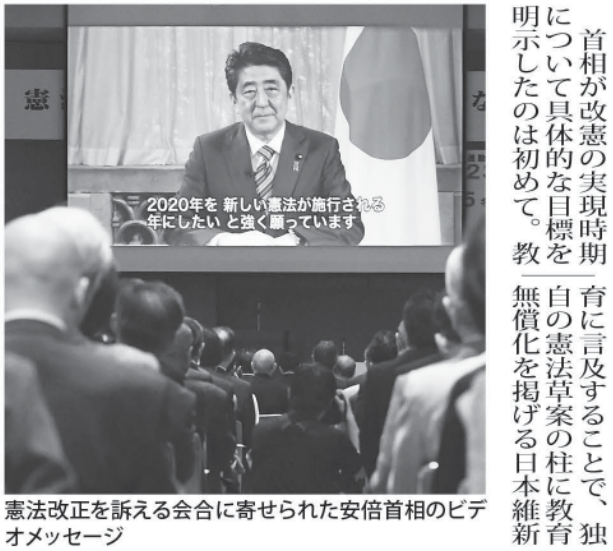 首相が改憲の実現時期
について具体的な目標を
明示したのは初めて。教
育に言及することで、独
自の憲法草案の柱に教育
無償化を掲げる日本維新
憲
な
2020年を 新しい憲法が施行される
年にしたい と強く願っています
憲法改正を訴える会合に寄せられた安倍首相のビデ
オメッセージ